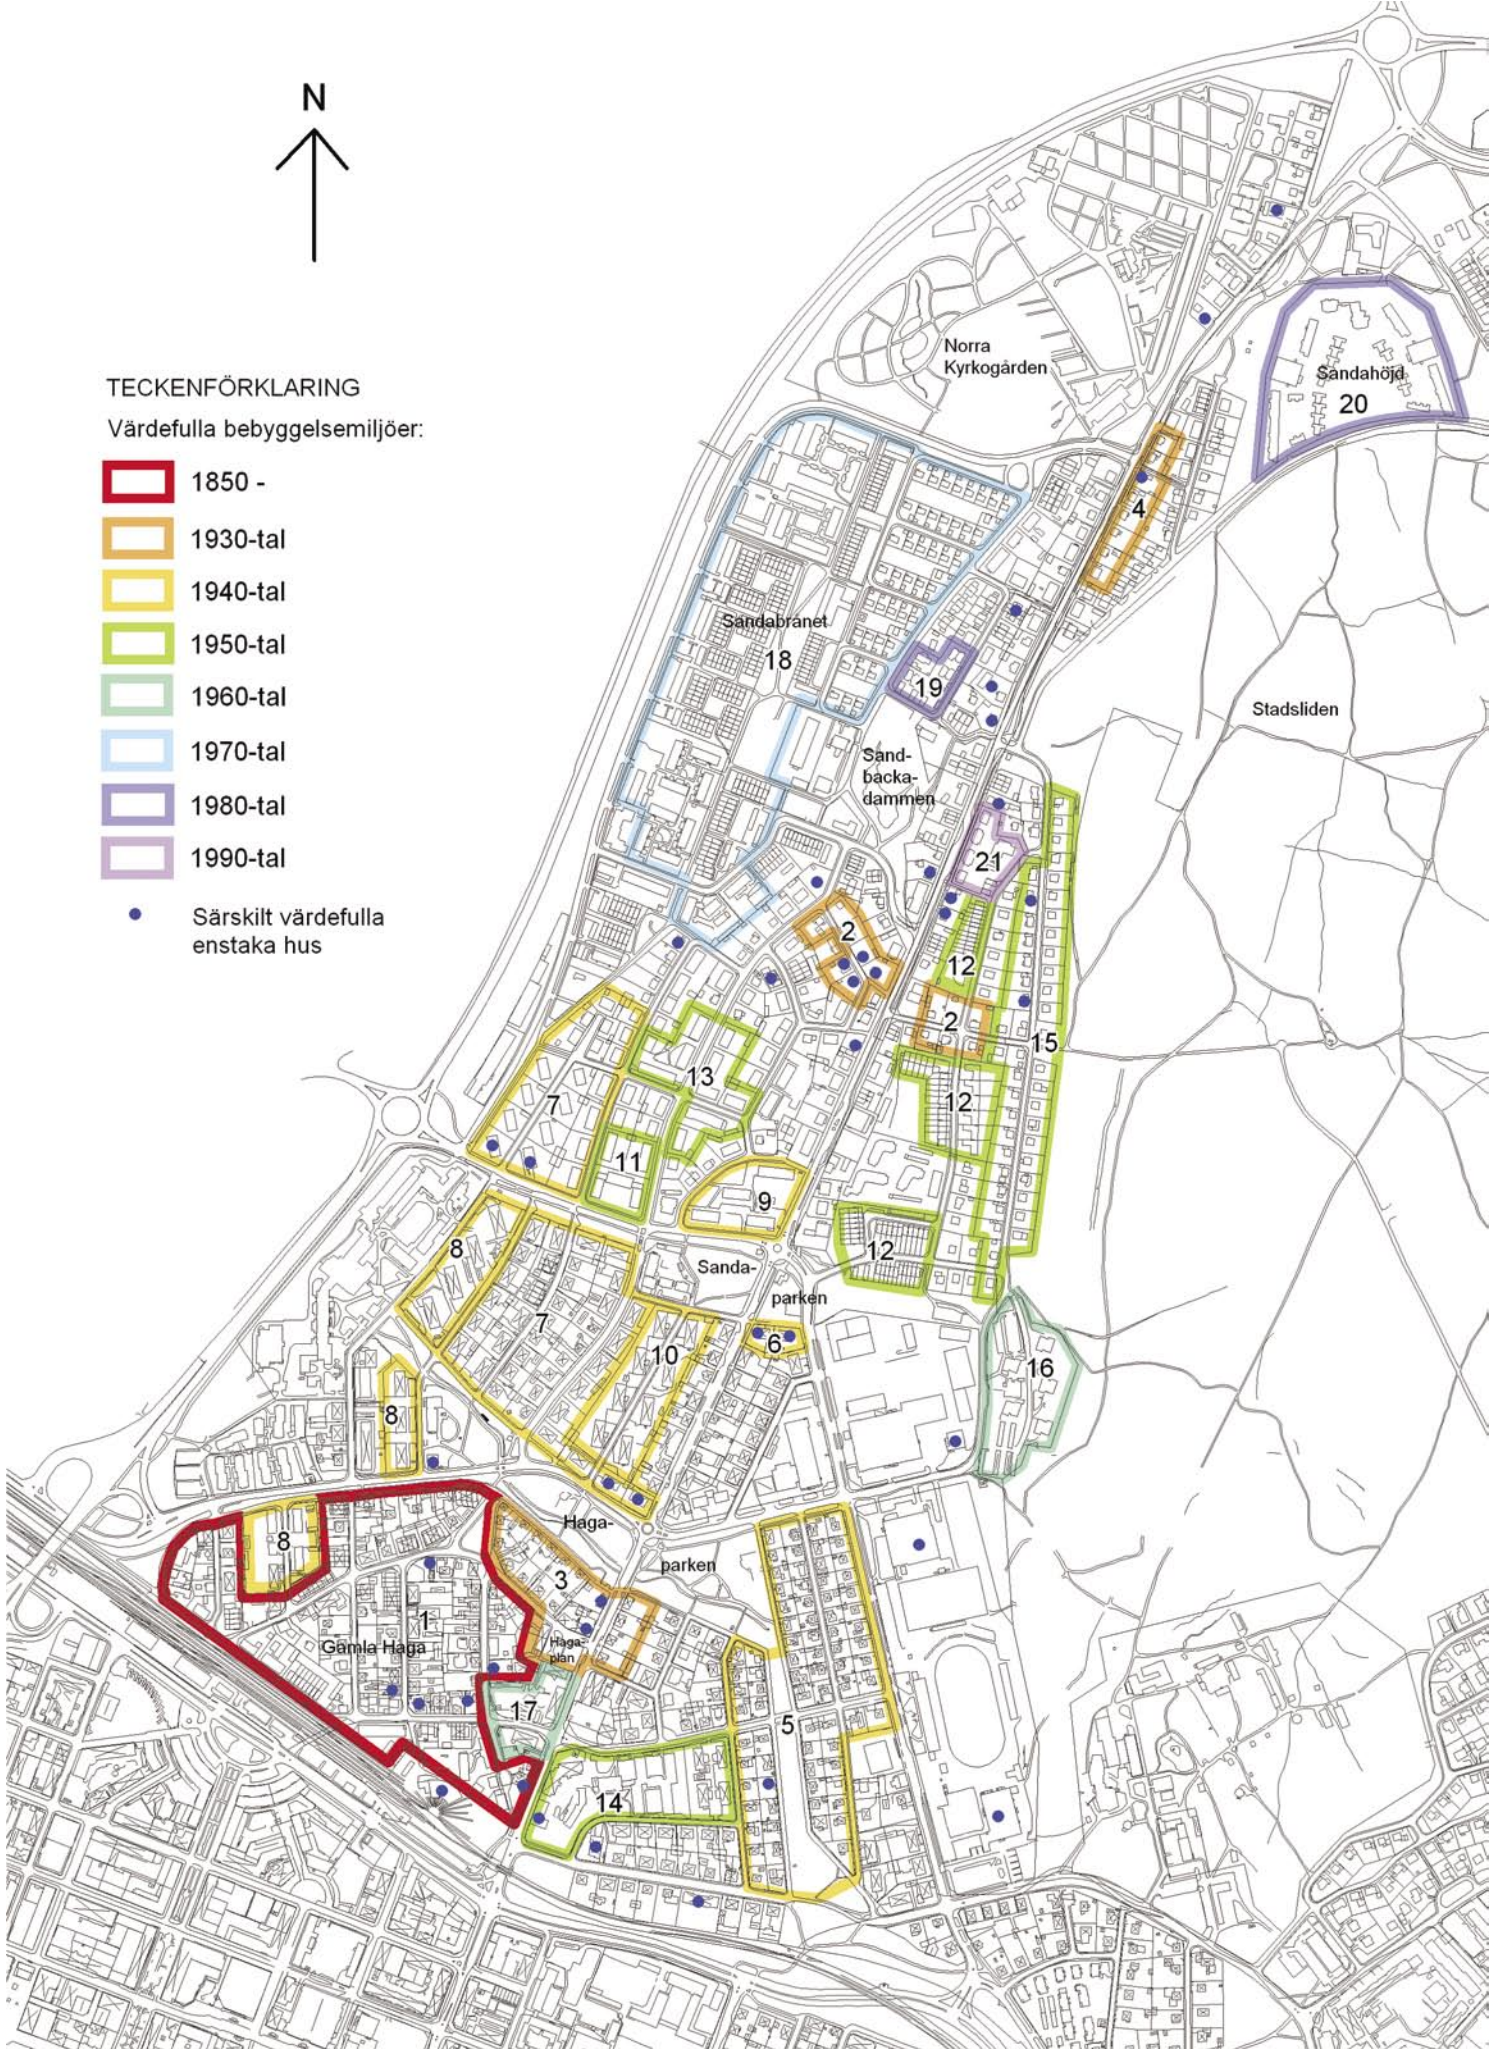 N
TECKENFÖRKLARING
Värdefulla bebyggelsemiljöer:
1850 -
1930-tal
1940-tal
1950-tal
1960-tal
1970-tal
1980-tal
1990-tal
Särskilt värdefulla
enstaka hus
Norra
Kyrkogården
Sandahöjd
20
4
Sandabrånet
18
19
Stadsliden
Sand-
backa-
dammen
21
2
12
2
15
13
12
7
11
9
8
12
Sanda-
parken
7
6
10
16
8
Haga-
8
parken
3
1
Gamla Haga
Haga-
plan
17
5
14